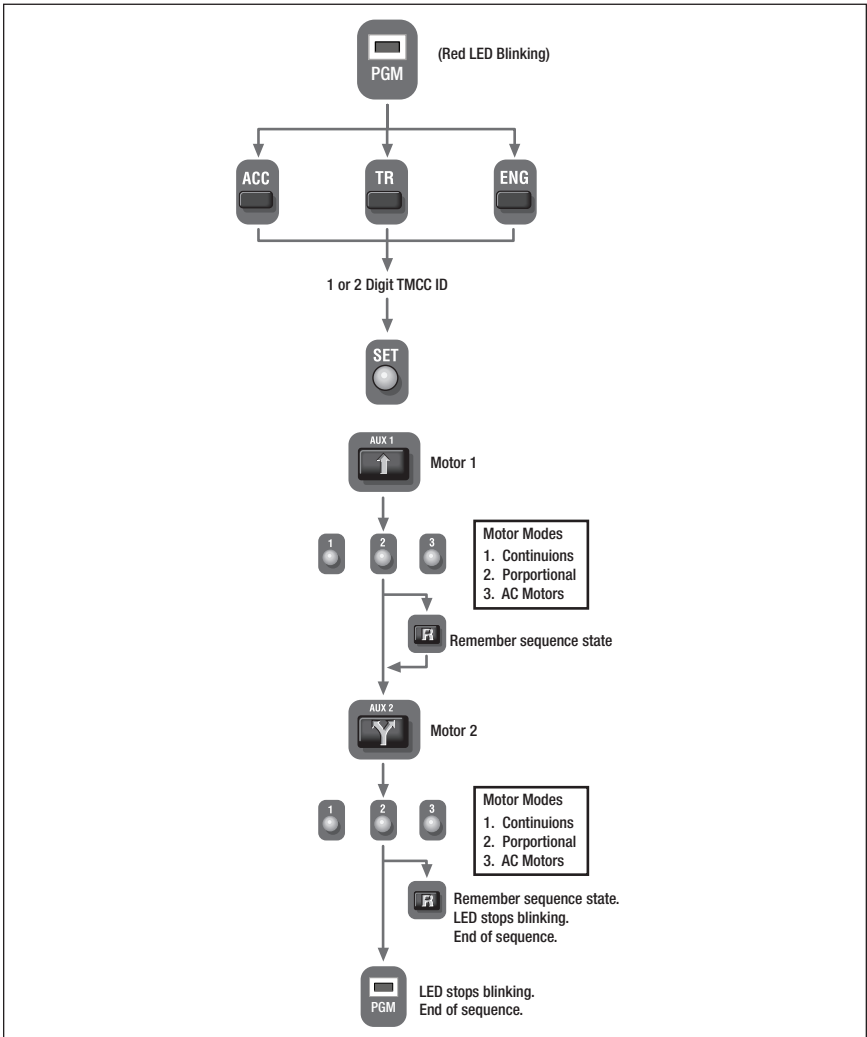 PGM
(Red LED Blinking)
ACC
TR
ENG
1 or 2 Digit TMCC ID
SET
AUX 1
Motor 1
1
2
3
Motor Modes
1. Continuions
2. Porportional
3. AC Motors
R
Remember sequence state
AUX 2
Motor 2
1
2
3
Motor Modes
1. Continuions
2. Porportional
3. AC Motors
R
Remember sequence state.
LED stops blinking.
End of sequence.
PGM
LED stops blinking.
End of sequence.